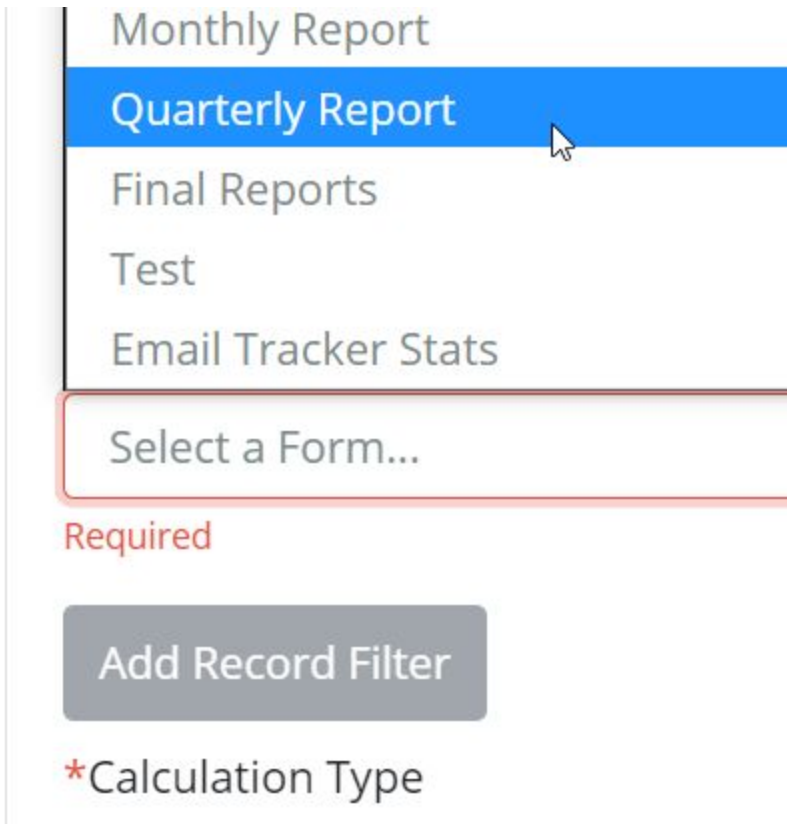 Monthly Report
Quarterly Report
Final Reports
Test
Email Tracker Stats
Select a Form...
Required
Add Record Filter
*Calculation Type